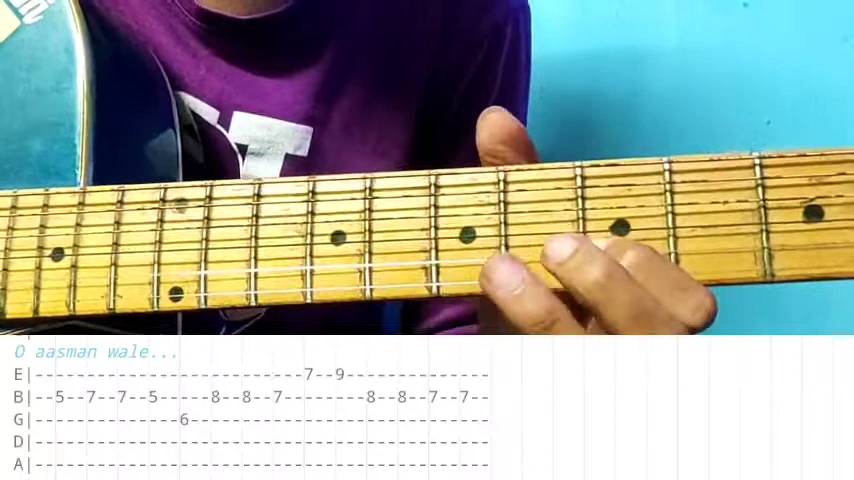 T
O aasman wale...
E|--------------------------7--9--------------
B|--5--7--7--5-----8--8--7--------8--8--7--7--
G|--------------6-----------------------------
D|--------------------------------------------
A|--------------------------------------------